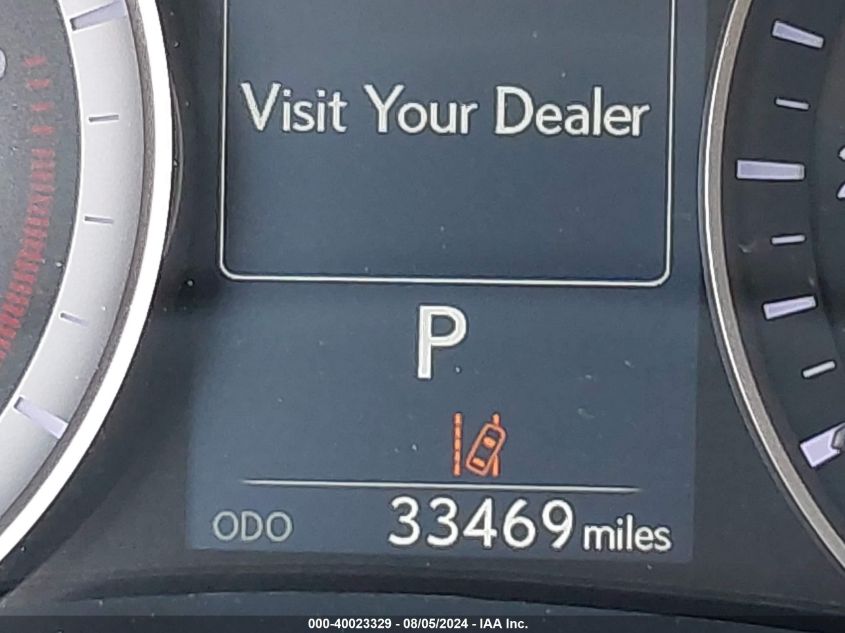 Visit Your Dealer
P
ODO 33469 miles
000-40023329 - 08/05/2024 - IAA Inc.